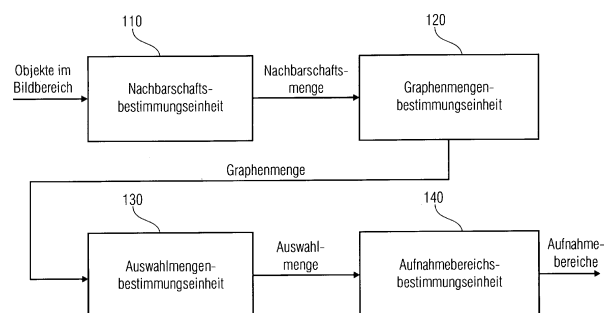 110
120
Objekte im
Bildbereich
Nachbarschafts-
bestimmungseinheit
Nachbarschafts-
menge
Graphenmengen-
bestimmungseinheit
Graphenmenge
130
140
Auswahlmengen-
bestimmungseinheit
Auswahl-
menge
Aufnahmebereichs-
bestimmungseinheit
Aufnahme-
bereiche